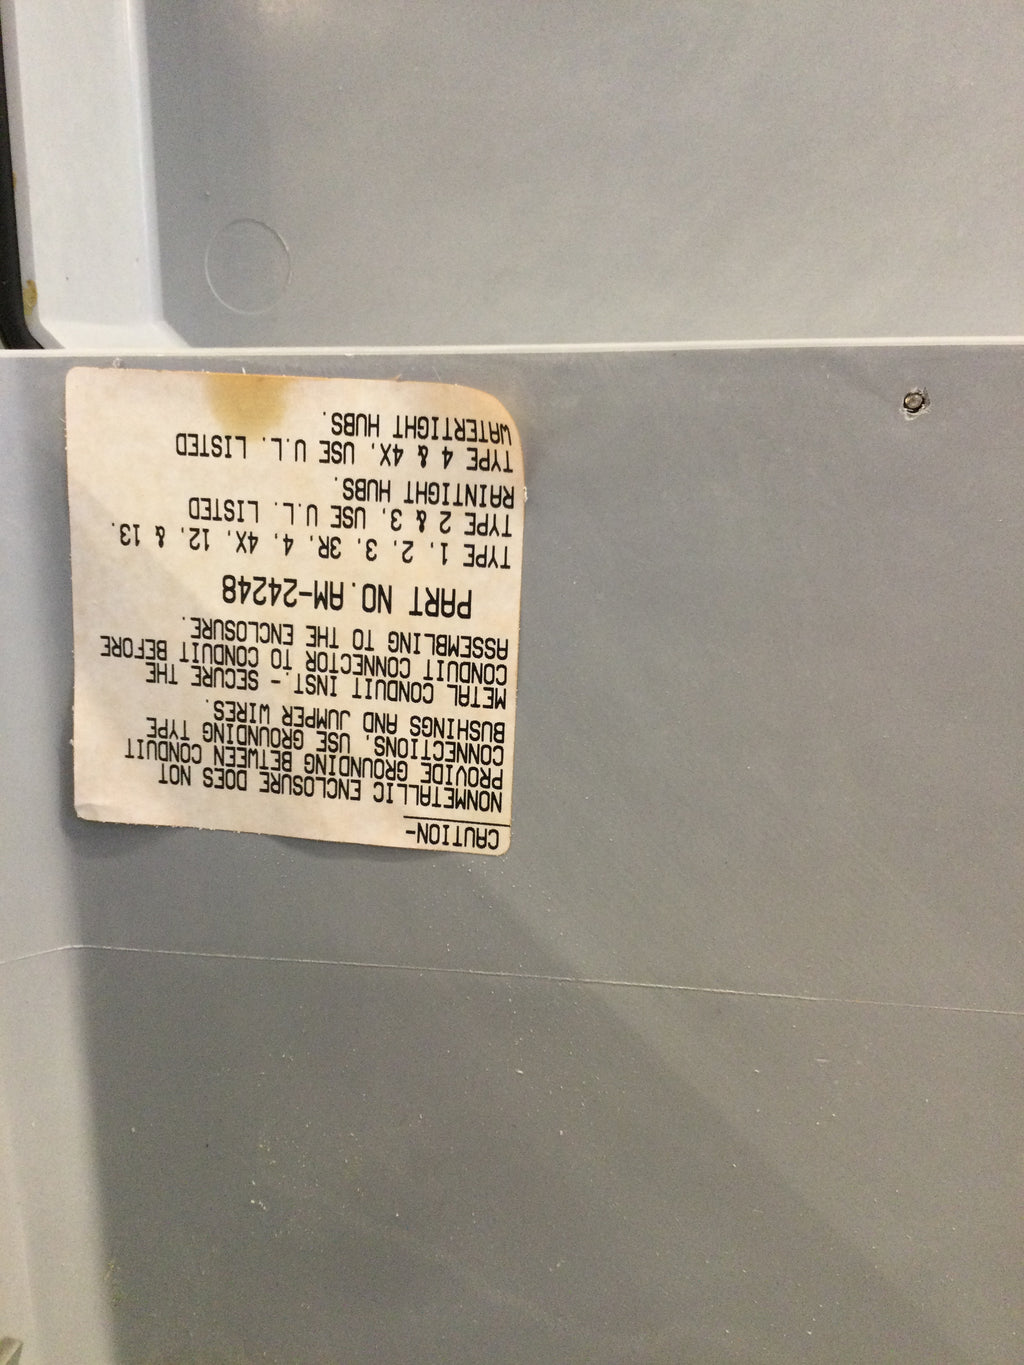 CAUTION-
NONMETALLIC ENCLOSURE DOES NOT
PROVIDE GROUNDING BETWEEN CONDUIT
CONNECTIONS, USE GROUNDING TYPE
BUSHINGS AND JUMPER WIRES.
METAL CONDUIT INST.- SECURE THE
CONDUIT CONNECTOR TO CONDUIT BEFORE
ASSEMBLING TO THE ENCLOSURE.
PART NO. AM-24248
TYPE 1, 2, 3, 3R, 4, 4X, 12, & 13.
TYPE 2 & 3, USE U.L. LISTED
RAINTIGHT HUBS.
TYPE 4 & 4X, USE U.L. LISTED
WATERTIGHT HUBS.